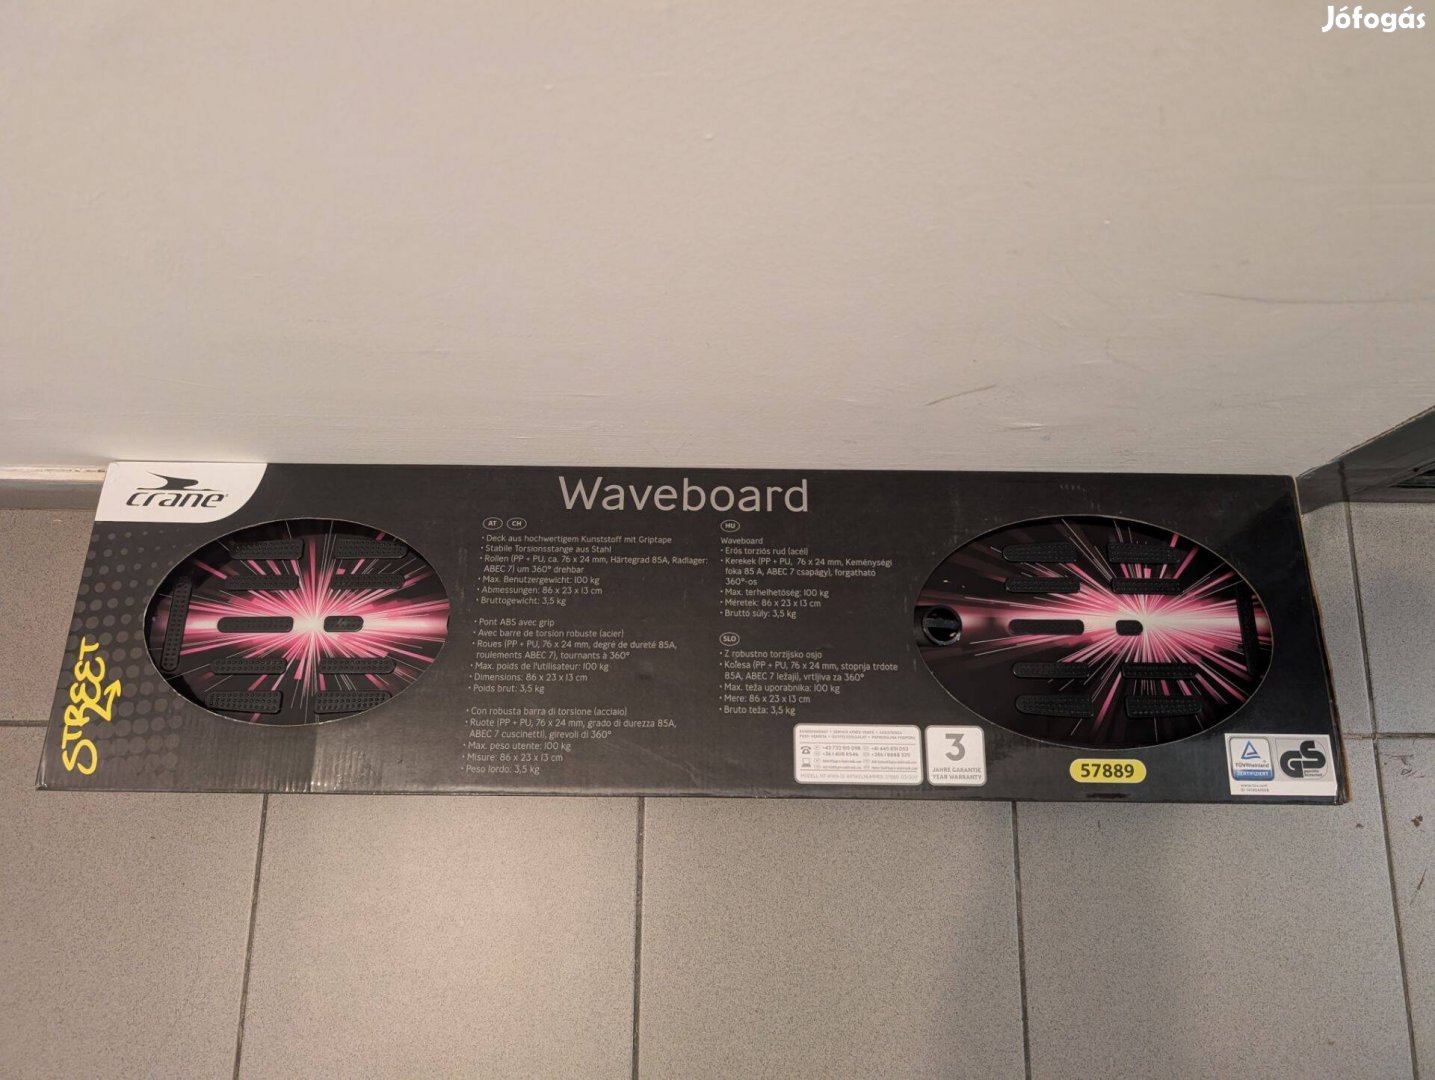 Jófogás
crane
Waveboard
STREET
AT CH
• Deck aus hochwertigem Kunststoff mit Griptape
• Stabile Torsionsstange aus Stahl
• Rollen (PP + PU, ca. 76 x 24 mm, Härtegrad 85A, Radlager:
ABEC 7) um 360° drehbar
• Max. Benutzergewicht: 100 kg
• Abmessungen: 86 x 23 x 13 cm
• Bruttogewicht: 3,5 kg
• Pont ABS avec grip
• Avec barre de torsion robuste (acier)
• Roues (PP + PU, 76 x 24 mm, degré de dureté 85A,
roulements ABEC 7), tournants à 360°
• Max. poids de l'utilisateur: 100 kg
• Dimensions: 86 x 23 x 13 cm
• Poids brut: 3,5 kg
• Con robusta barra di torsione (acciaio)
• Ruote (PP + PU, 76 x 24 mm, grado di durezza 85A,
ABEC 7 cuscinetti), girevoli di 360°
• Max. peso utente: 100 kg
• Misure: 86 x 23 x 13 cm
• Peso lordo: 3,5 kg
HU
Waveboard
• Erős torziós rud (acél)
• Kerekek (PP + PU, 76 x 24 mm, Keménységi
foka 85 A, ABEC 7 csapágy), forgatható
360°-os
• Max. terhelhetőség: 100 kg
• Méretek: 86 x 23 x 13 cm
• Bruttó súly: 3,5 kg
SLO
• Z robustno torzijsko osjo
• Kolesa (PP + PU, 76 x 24 mm, stopnja trdote
85A, ABEC 7 ležaji), vrtljiva za 360°
• Max. teža uporabnika: 100 kg
• Mere: 86 x 23 x 13 cm
• Bruto teža: 3,5 kg
3
JAHRE GARANTIE
YEAR WARRANTY
57889
TÜVRheinland
ZERTIFIZIERT
GS